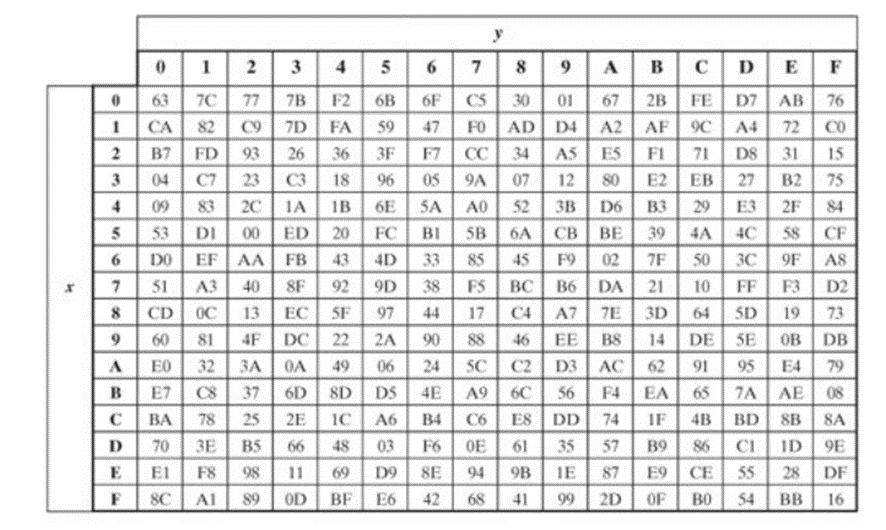 y
0 1 2 3 4 5 6 7 8 9 A B C D E F
0 63 7C 77 7B F2 6B 6F C5 30 01 67 2B FE D7 AB 76
1 CA 82 C9 7D FA 59 47 F0 AD D4 A2 AF 9C A4 72 C0
2 B7 FD 93 26 36 3F F7 CC 34 A5 E5 F1 71 D8 31 15
3 04 C7 23 C3 18 96 05 9A 07 12 80 E2 EB 27 B2 75
4 09 83 2C 1A 1B 6E 5A A0 52 3B D6 B3 29 E3 2F 84
5 53 D1 00 ED 20 FC B1 5B 6A CB BE 39 4A 4C 58 CF
6 D0 EF AA FB 43 4D 33 85 45 F9 02 7F 50 3C 9F A8
x 7 51 A3 40 8F 92 9D 38 F5 BC B6 DA 21 10 FF F3 D2
8 CD 0C 13 EC 5F 97 44 17 C4 A7 7E 3D 64 5D 19 73
9 60 81 4F DC 22 2A 90 88 46 EE B8 14 DE 5E 0B DB
A E0 32 3A 0A 49 06 24 5C C2 D3 AC 62 91 95 E4 79
B E7 C8 37 6D 8D D5 4E A9 6C 56 F4 EA 65 7A AE 08
C BA 78 25 2E 1C A6 B4 C6 E8 DD 74 1F 4B BD 8B 8A
D 70 3E B5 66 48 03 F6 0E 61 35 57 B9 86 C1 1D 9E
E E1 F8 98 11 69 D9 8E 94 9B 1E 87 E9 CE 55 28 DF
F 8C A1 89 0D BF E6 42 68 41 99 2D 0F B0 54 BB 16